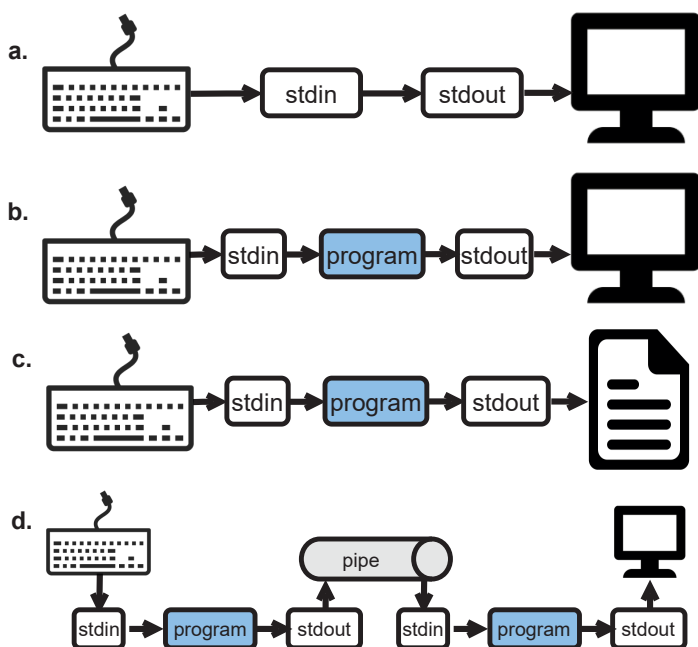 a.
stdin stdout
b.
stdin program stdout
c.
stdin program stdout
d.
pipe
stdin program stdout stdin program stdout